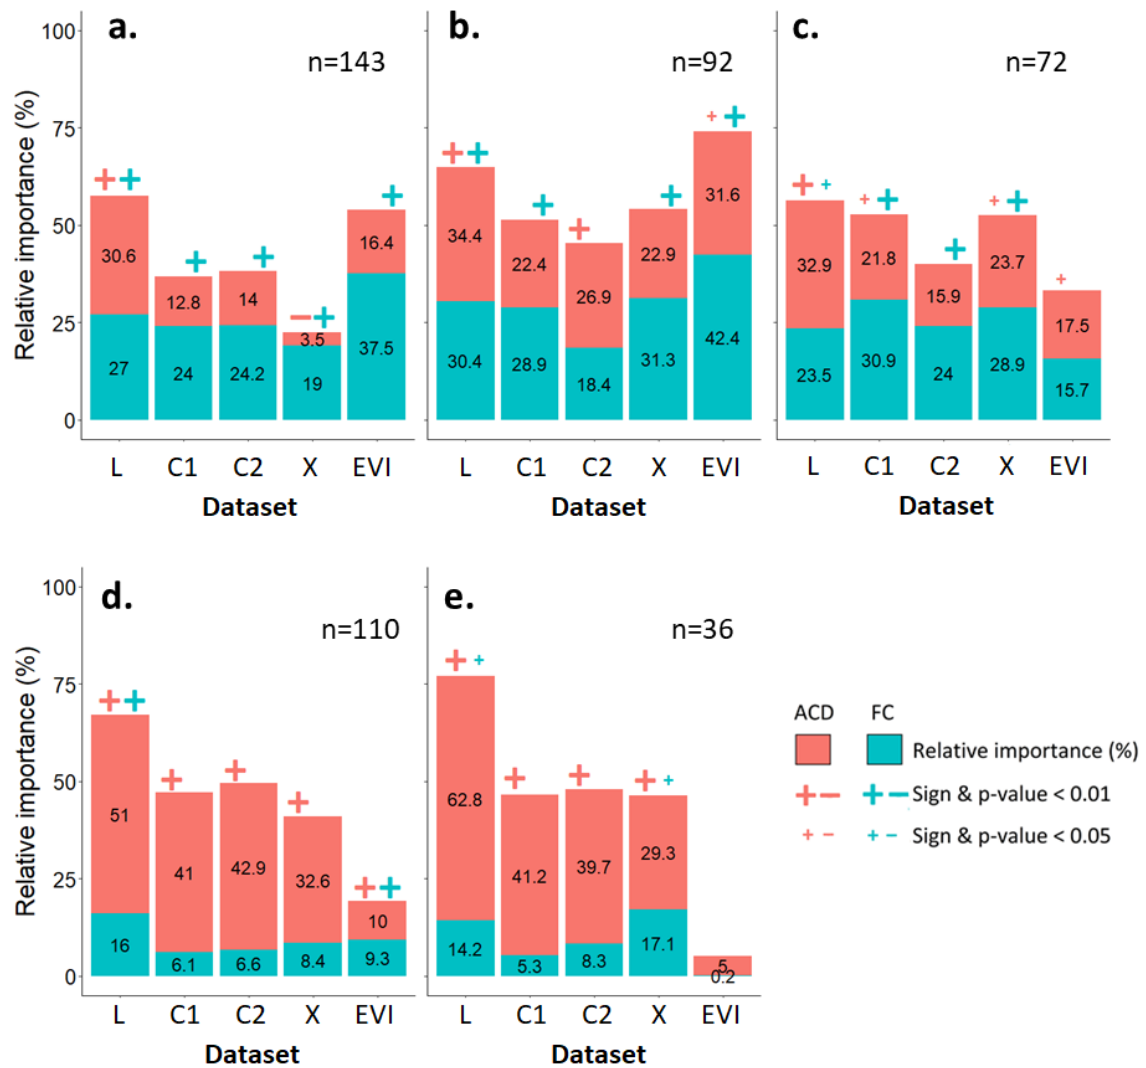 a.
n=143
b.
n=92
c.
n=72
Relative importance (%)
100
75
50
25
0
30.6
27
12.8
24
14
24.2
3.5
19
16.4
37.5
34.4
30.4
22.4
28.9
26.9
18.4
22.9
31.3
31.6
42.4
32.9
23.5
21.8
30.9
15.9
24
23.7
28.9
17.5
15.7
L C1 C2 X EVI
L C1 C2 X EVI
L C1 C2 X EVI
Dataset
Dataset
Dataset
d.
n=110
e.
n=36
Relative importance (%)
100
75
50
25
0
51
16
41
6.1
42.9
6.6
32.6
8.4
10
9.3
62.8
14.2
41.2
5.3
39.7
8.3
29.3
17.1
5
0.2
L C1 C2 X EVI
L C1 C2 X EVI
Dataset
Dataset
ACD FC
Relative importance (%)
+ − + − Sign & p-value < 0.01
+ − + − Sign & p-value < 0.05